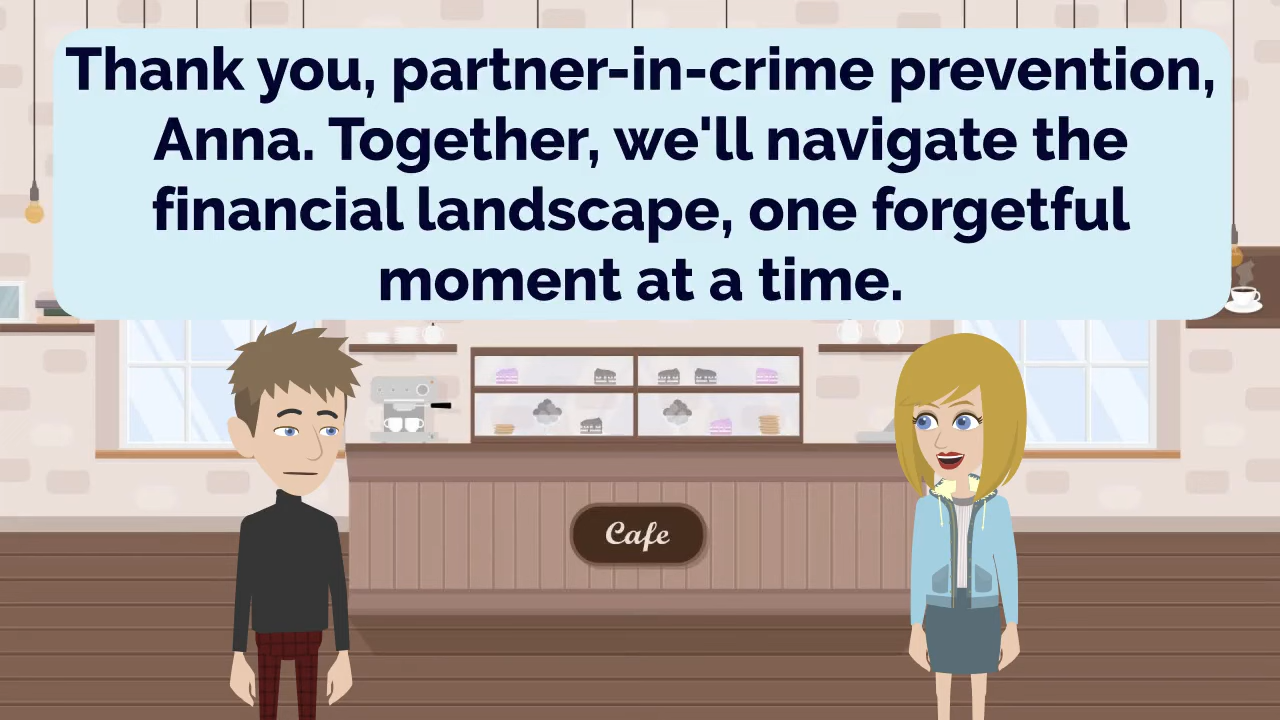 Thank you, partner-in-crime prevention,
Anna. Together, we'll navigate the
financial landscape, one forgetful
moment at a time.
Cafe